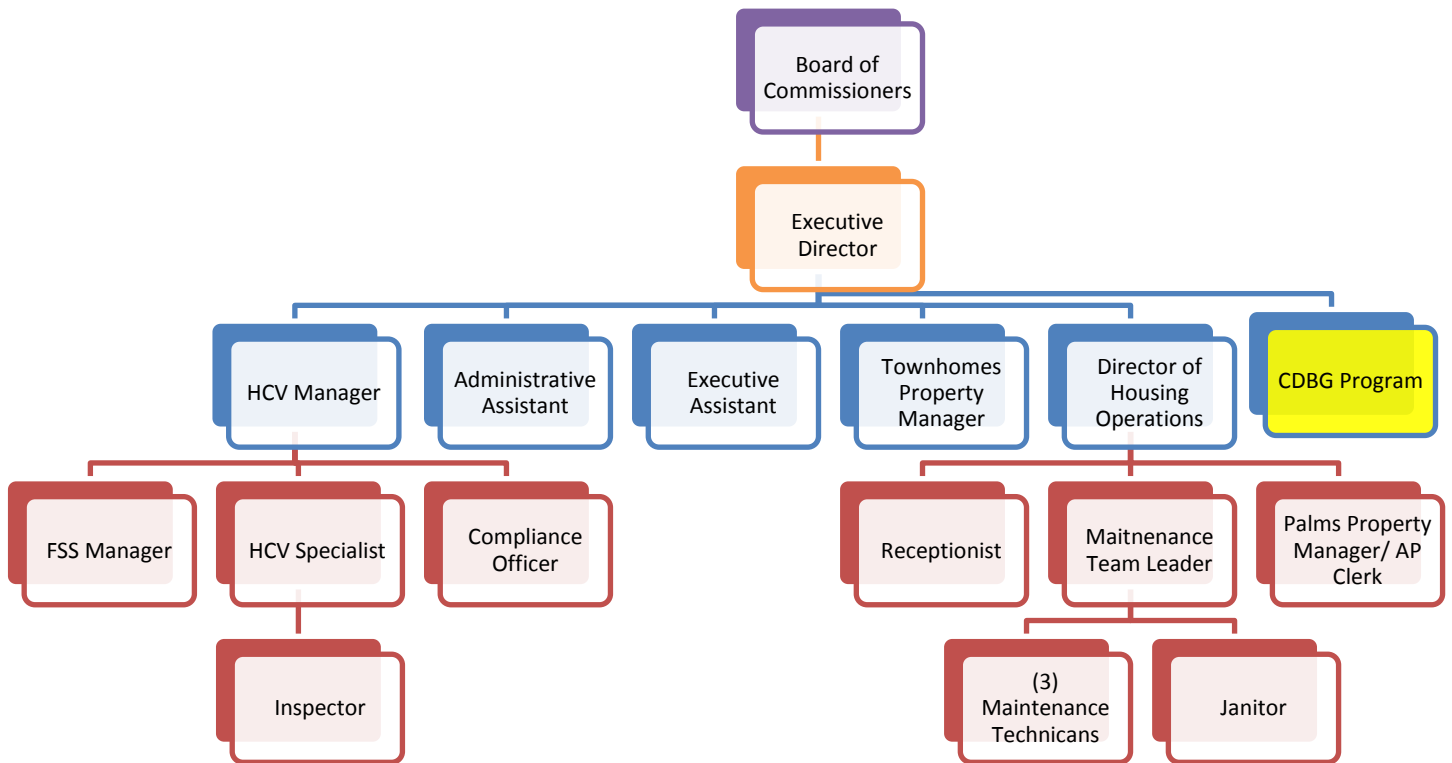 Board of
Commissioners
Executive
Director
HCV Manager
Administrative
Assistant
Executive
Assistant
Townhomes
Property
Manager
Director of
Housing
Operations
CDBG Program
FSS Manager
HCV Specialist
Compliance
Officer
Receptionist
Maitnenance
Team Leader
Palms Property
Manager/ AP
Clerk
Inspector
(3)
Maintenance
Technicans
Janitor